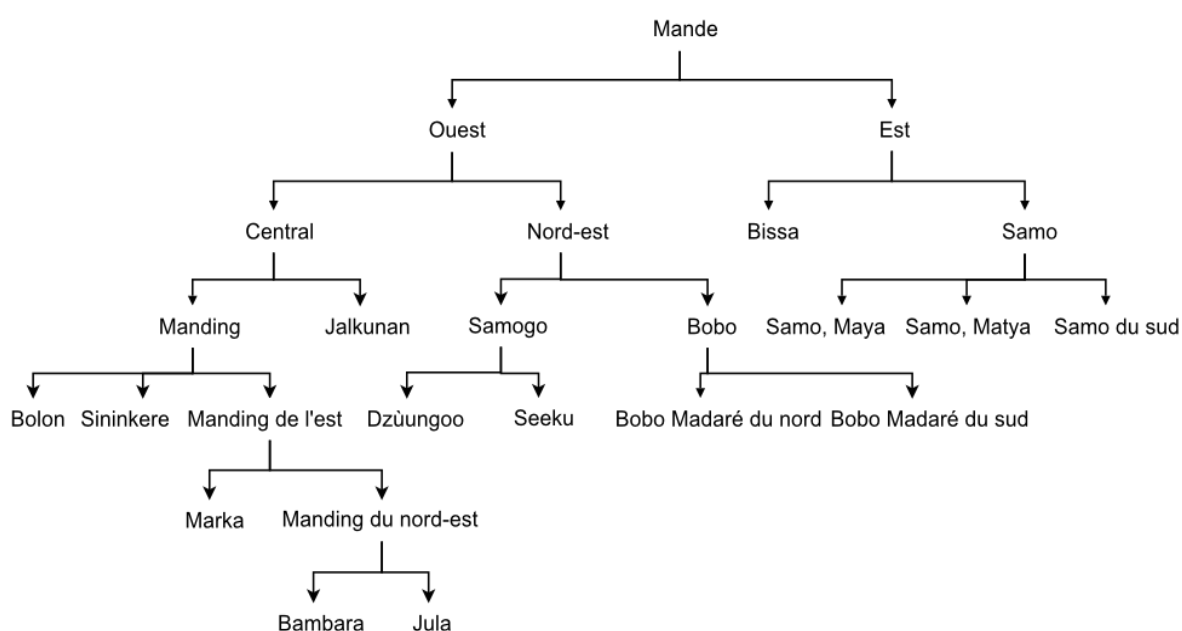 Mande
Ouest Est
Central Nord-est Bissa Samo
Manding Jalkunan Samogo Bobo Samo, Maya Samo, Matya Samo du sud
Bolon Sininkere Manding de l'est Dzùungoo Seeku Bobo Madaré du nord Bobo Madaré du sud
Marka Manding du nord-est
Bambara Jula